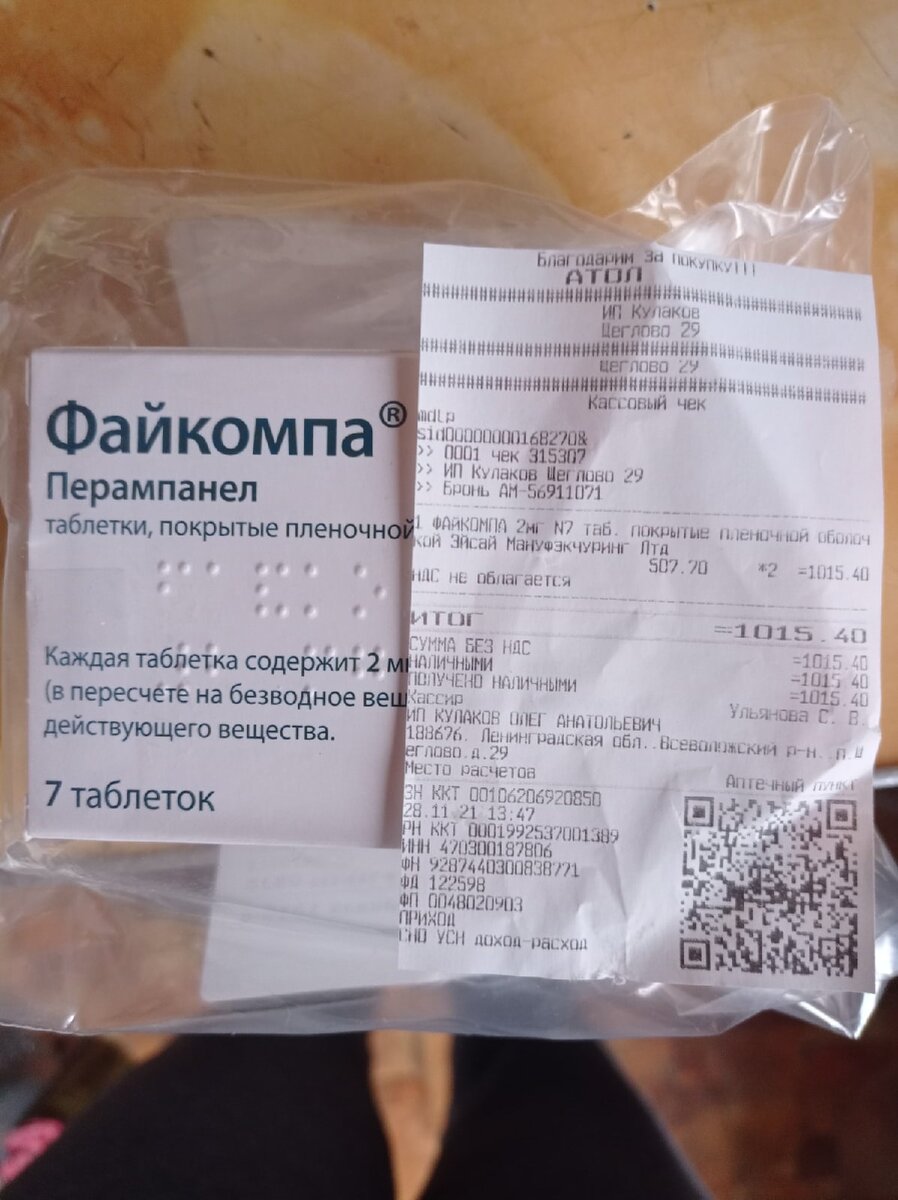 Файкомпа®
Перампанел
таблетки, покрытые пленочной
Каждая таблетка содержит 2 м
(в пересчете на безводное вещ
действующего вещества.
7 таблеток
Благодарим за покупку!!!
АТОЛ
ИП Кулаков
Щеглово 29
Щеглово 29
Кассовый чек
mdlp
sid00000000168270&
>> 0001 чек 315307
>> ИП Кулаков Щеглово 29
>> Бронь АМ-56911071
1 ФАЙКОМПА 2мг N7 таб. покрытые пленочной оболоч
кой Эйсай Мануфэкчуринг Лтд
507.70 *2 =1015.40
НДС не облагается
ИТОГ =1015.40
СУММА БЕЗ НДС =1015.40
НАЛИЧНЫМИ =1015.40
ПОЛУЧЕНО НАЛИЧНЫМИ =1015.40
Кассир Ульянова С. В.
ИП КУЛАКОВ ОЛЕГ АНАТОЛЬЕВИЧ
188676, Ленинградская обл., Всеволожский р-н, п.Щ
еглово,д.29
Место расчетов Аптечный пункт
ЗН ККТ 00106206920850
28.11.21 13:47
РН ККТ 0001992537001389
ИНН 470300187806
ФН 9287440300838771
ФД 122598
ФП 0048020903
ПРИХОД
СНО УСН доход-расход